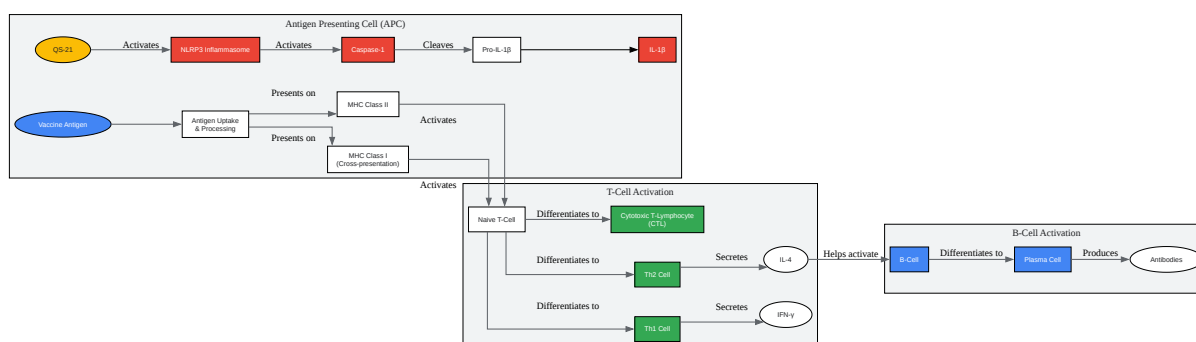 Antigen Presenting Cell (APC)
QS-21
Activates
NLRP3 Inflammasome
Activates
Caspase-1
Cleaves
Pro-IL-1β
IL-1β
Vaccine Antigen
Antigen Uptake
& Processing
Presents on
MHC Class II
Activates
Presents on
MHC Class I
(Cross-presentation)
Activates
T-Cell Activation
Naive T-Cell
Differentiates to
Cytotoxic T-Lymphocyte
(CTL)
Differentiates to
Th2 Cell
Secretes
IL-4
Differentiates to
Th1 Cell
Secretes
IFN-γ
Helps activate
B-Cell Activation
B-Cell
Differentiates to
Plasma Cell
Produces
Antibodies